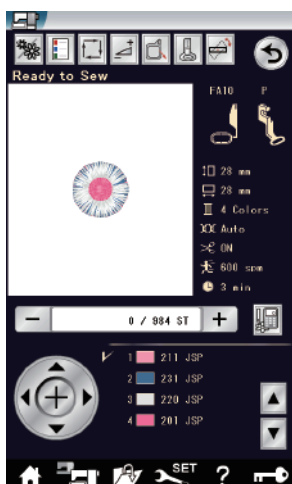 Ready to Sew
FA10 P
28 mm
28 mm
4 Colors
Auto
ON
600 spm
3 min
− 0 / 984 ST +
1 211 JSP
2 231 JSP
3 220 JSP
4 201 JSP
SET ?